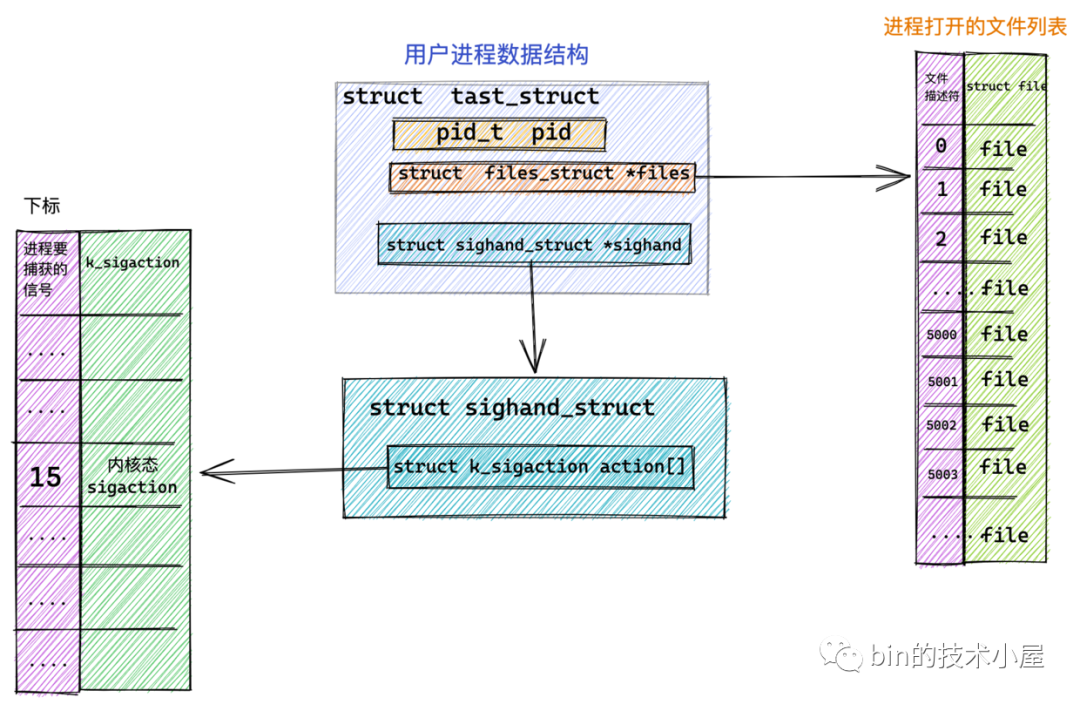 进程打开的文件列表
用户进程数据结构
struct tast_struct
pid_t pid
struct files_struct *files
struct sighand_struct *sighand
文件
描述符
struct file
0 file
1 file
2 file
.... file
5000 file
5001 file
5002 file
5003 file
.... file
下标
进程要
捕获的
信号
k_sigaction
....
....
15
内核态
sigaction
....
....
....
struct sighand_struct
struct k_sigaction action[]
bin的技术小屋